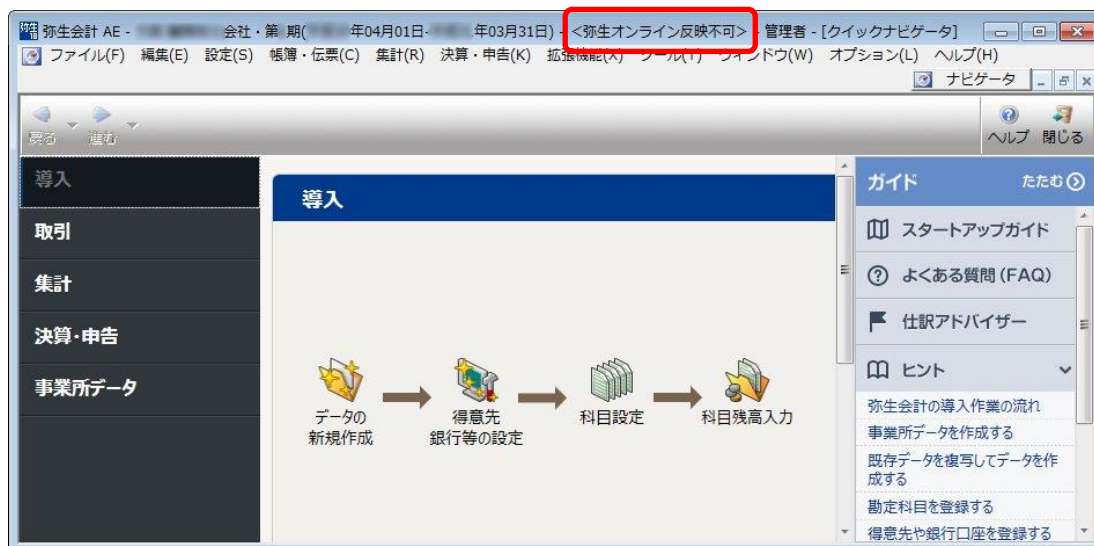 弥生会計 AE - 会社・第 期( 年04月01日- 年03月31日) - <弥生オンライン反映不可> - 管理者 - [クイックナビゲータ]
ファイル(F) 編集(E) 設定(S) 帳簿・伝票(C) 集計(R) 決算・申告(K) 拡張機能(X) ツール(T) ウィンドウ(W) オプション(L) ヘルプ(H)
ナビゲータ
戻る 進む
ヘルプ 閉じる
導入
取引
集計
決算・申告
事業所データ
導入
データの
新規作成
得意先
銀行等の設定
科目設定
科目残高入力
ガイド たたむ
スタートアップガイド
よくある質問(FAQ)
仕訳アドバイザー
ヒント
弥生会計の導入作業の流れ
事業所データを作成する
既存データを複写してデータを作
成する
勘定科目を登録する
得意先や銀行口座を登録する